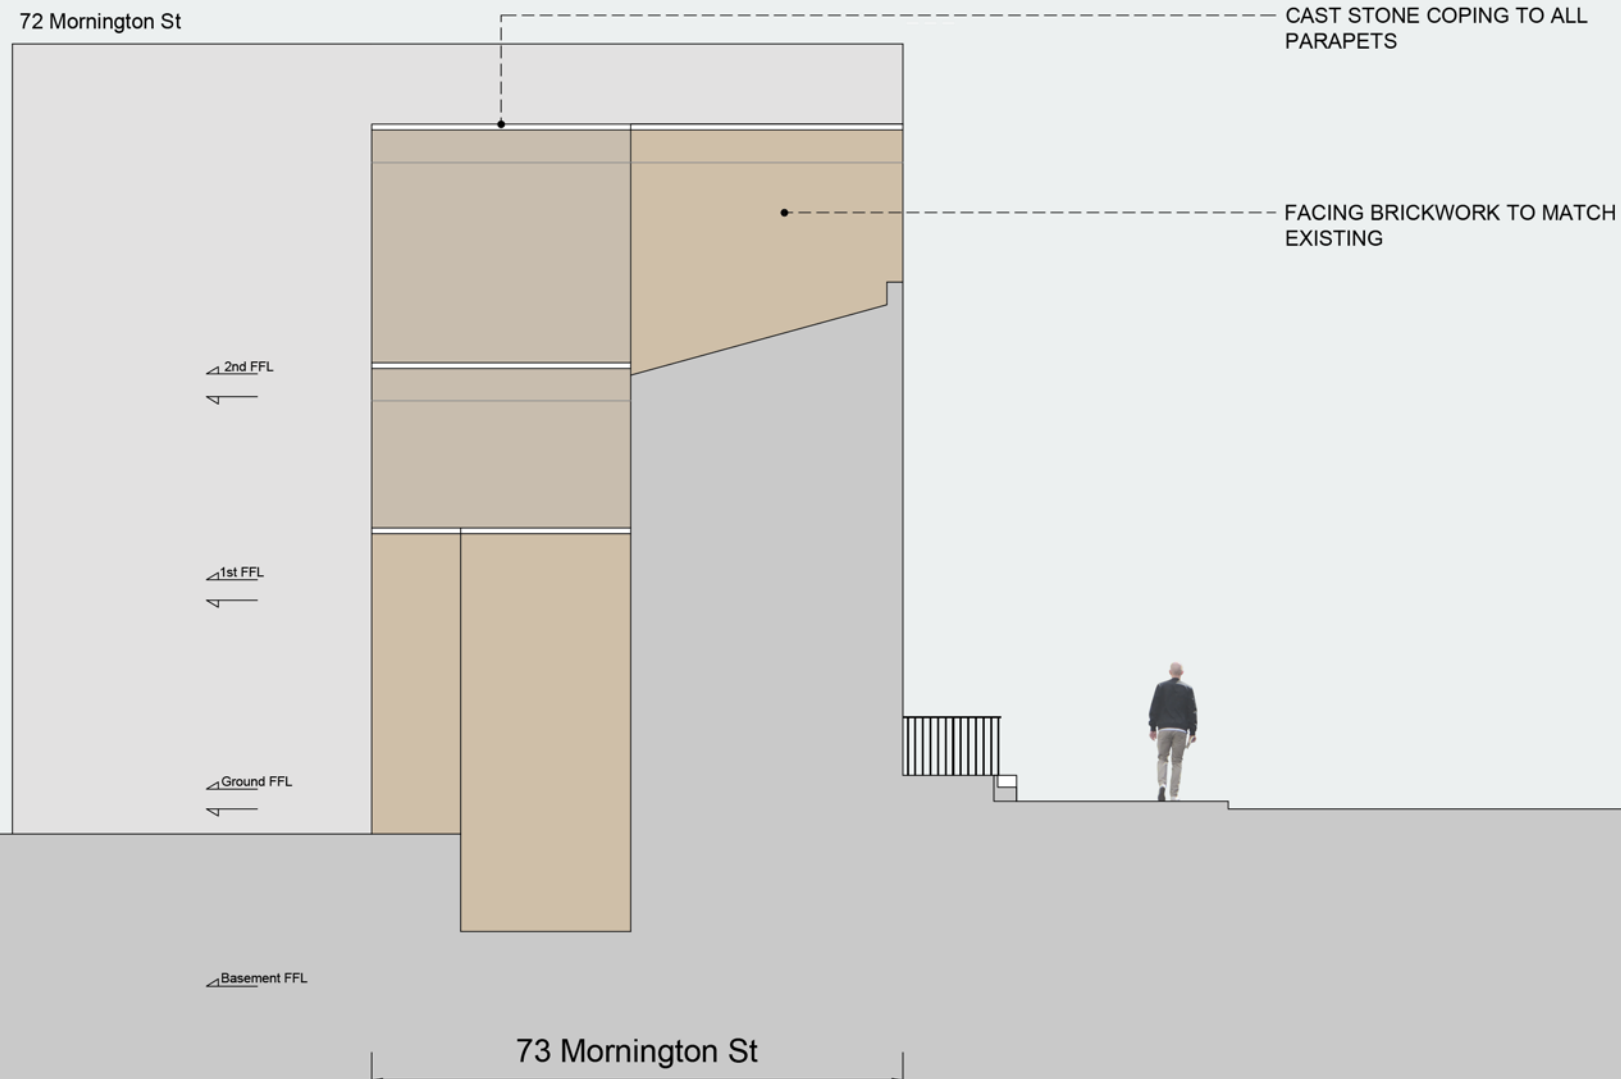 72 Mornington St
CAST STONE COPING TO ALL
PARAPETS
FACING BRICKWORK TO MATCH
EXISTING
2nd FFL
1st FFL
Ground FFL
Basement FFL
73 Mornington St